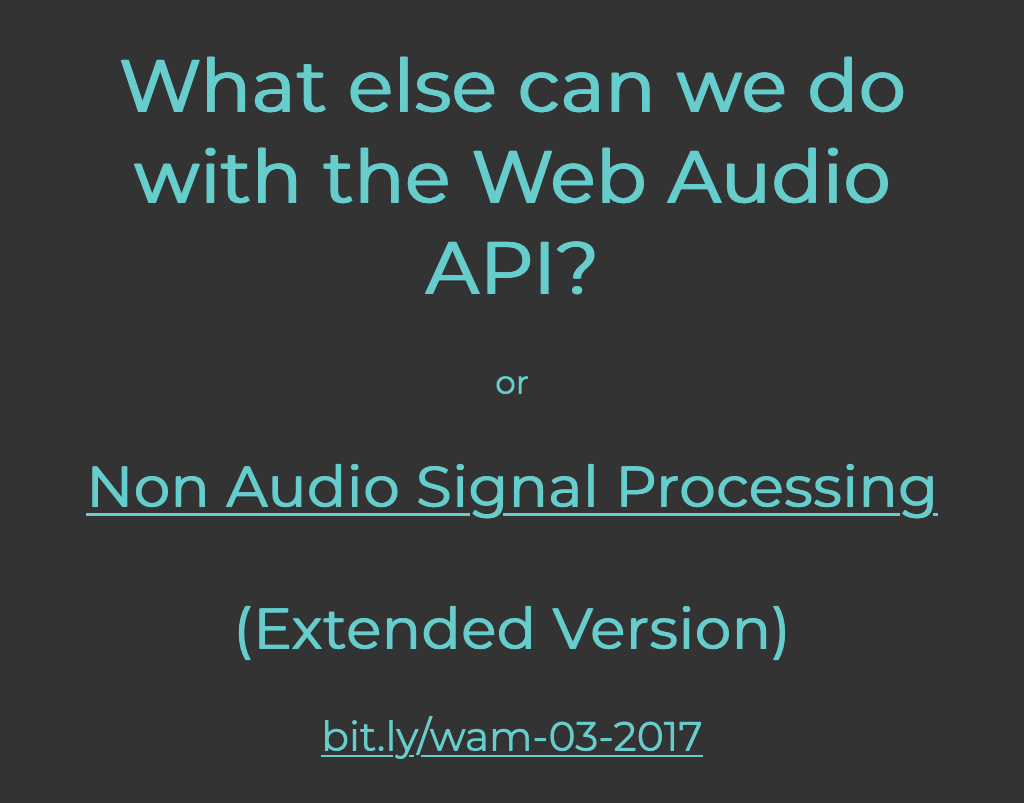 What else can we do
with the Web Audio
API?
or
Non Audio Signal Processing
(Extended Version)
bit.ly/wam-03-2017